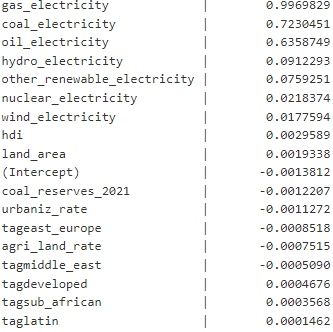 gas_electricity | 0.9969829
coal_electricity | 0.7230451
oil_electricity | 0.6358749
hydro_electricity | 0.0912293
other_renewable_electricity | 0.0759251
nuclear_electricity | 0.0218374
wind_electricity | 0.0177594
hdi | 0.0029589
land_area | 0.0019338
(Intercept) | -0.0013812
coal_reserves_2021 | -0.0012207
urbaniz_rate | -0.0011272
tageast_europe | -0.0008518
agri_land_rate | -0.0007515
tagmiddle_east | -0.0005090
tagdeveloped | 0.0004676
tagsub_african | 0.0003568
taglatin | 0.0001462